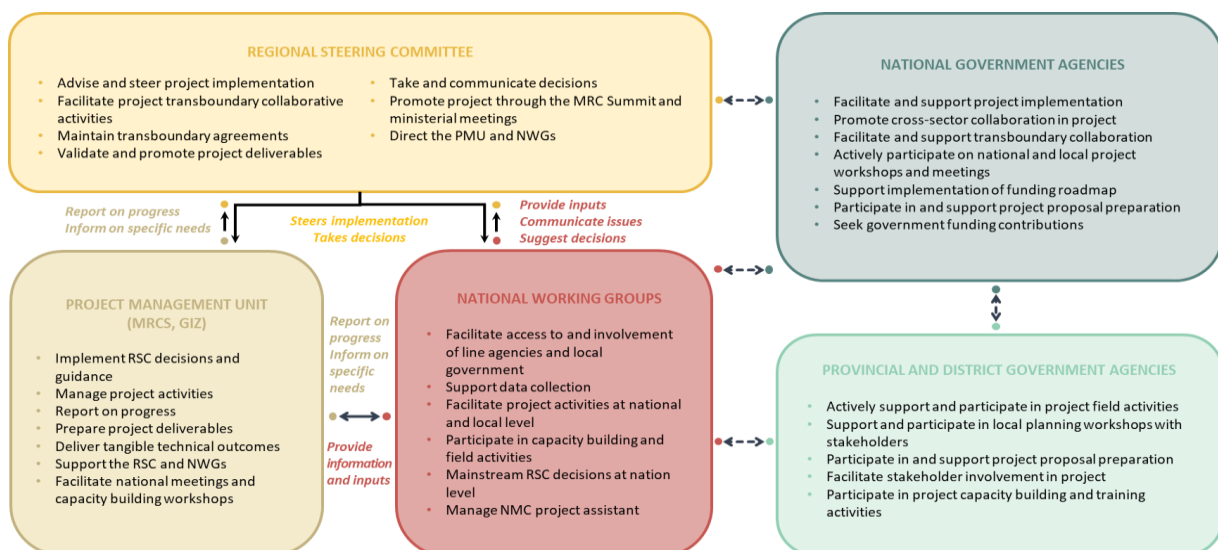 REGIONAL STEERING COMMITTEE
• Advise and steer project implementation
• Facilitate project transboundary collaborative
activities
• Maintain transboundary agreements
• Validate and promote project deliverables
• Take and communicate decisions
• Promote project through the MRC Summit and
ministerial meetings
• Direct the PMU and NWGs
NATIONAL GOVERNMENT AGENCIES
• Facilitate and support project implementation
• Promote cross-sector collaboration in project
• Facilitate and support transboundary collaboration
• Actively participate on national and local project
workshops and meetings
• Support implementation of funding roadmap
• Participate in and support project proposal preparation
• Seek government funding contributions
Report on progress
Inform on specific needs
Steers implementation
Takes decisions
Provide inputs
Communicate issues
Suggest decisions
PROJECT MANAGEMENT UNIT
(MRCS, GIZ)
• Implement RSC decisions and
guidance
• Manage project activities
• Report on progress
• Prepare project deliverables
• Deliver tangible technical outcomes
• Support the RSC and NWGs
• Facilitate national meetings and
capacity building workshops
Report on
progress
Inform on
specific
needs
Provide
information
and inputs
NATIONAL WORKING GROUPS
• Facilitate access to and involvement
of line agencies and local
government
• Support data collection
• Facilitate project activities at national
and local level
• Participate in capacity building and
field activities
• Mainstream RSC decisions at nation
level
• Manage NMC project assistant
PROVINCIAL AND DISTRICT GOVERNMENT AGENCIES
• Actively support and participate in project field activities
• Support and participate in local planning workshops with
stakeholders
• Participate in and support project proposal preparation
• Facilitate stakeholder involvement in project
• Participate in project capacity building and training
activities